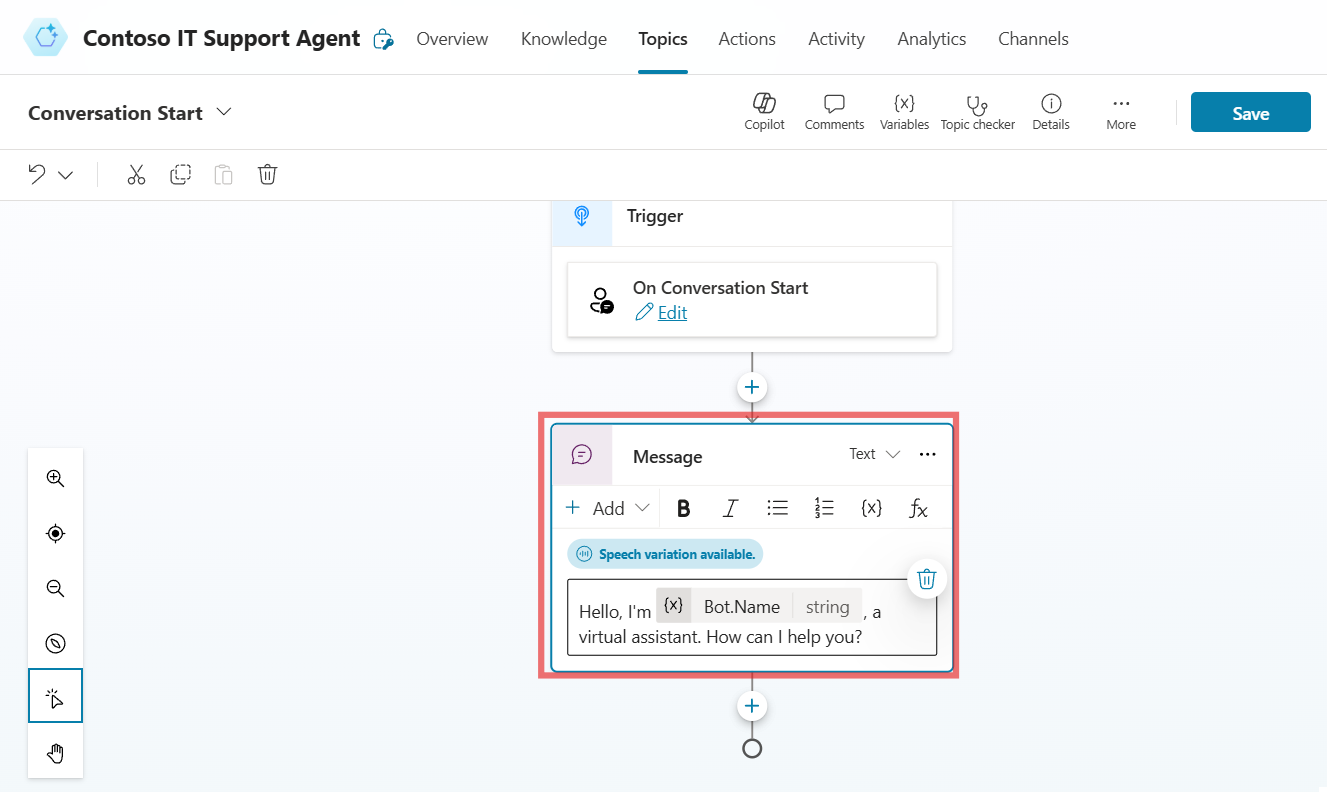 Contoso IT Support Agent Overview Knowledge Topics Actions Activity Analytics Channels
Conversation Start
Copilot Comments {x} Variables Topic checker Details More Save
Trigger
On Conversation Start
Edit
Message Text
Add B I {x} fx
Speech variation available.
Hello, I'm {x} Bot.Name string , a
virtual assistant. How can I help you?